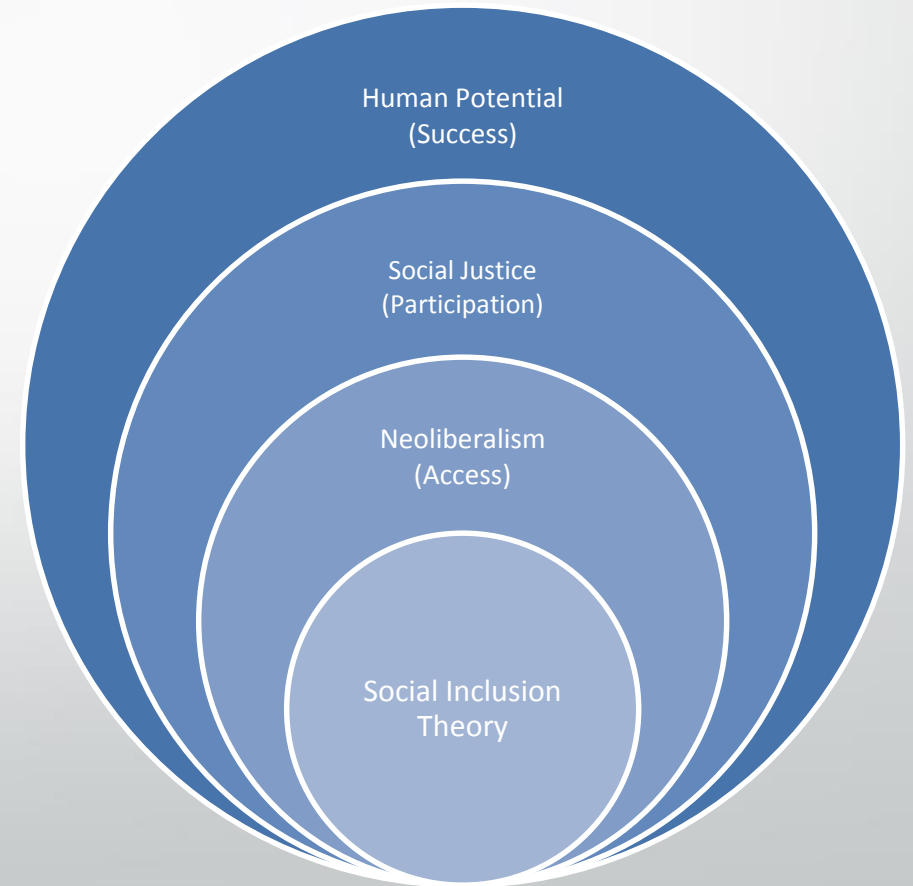 Human Potential
(Success)
Social Justice
(Participation)
Neoliberalism
(Access)
Social Inclusion
Theory